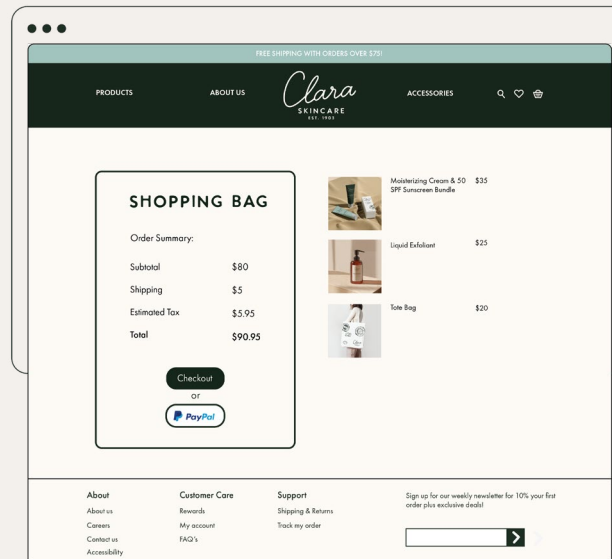 FREE SHIPPING WITH ORDERS OVER $75!
PRODUCTS
ABOUT US
Clara
SKINCARE
EST. 1903
ACCESSORIES
SHOPPING BAG
Order Summary:
Subtotal $80
Shipping $5
Estimated Tax $5.95
Total $90.95
Checkout
or
PayPal
Moisterizing Cream & 50 $35
SPF Sunscreen Bundle
Liquid Exfoliant $25
Tote Bag $20
About
About us
Careers
Contact us
Accessibility
Customer Care
Rewards
My account
FAQ's
Support
Shipping & Returns
Track my order
Sign up for our weekly newsletter for 10% your first
order plus exclusive deals!